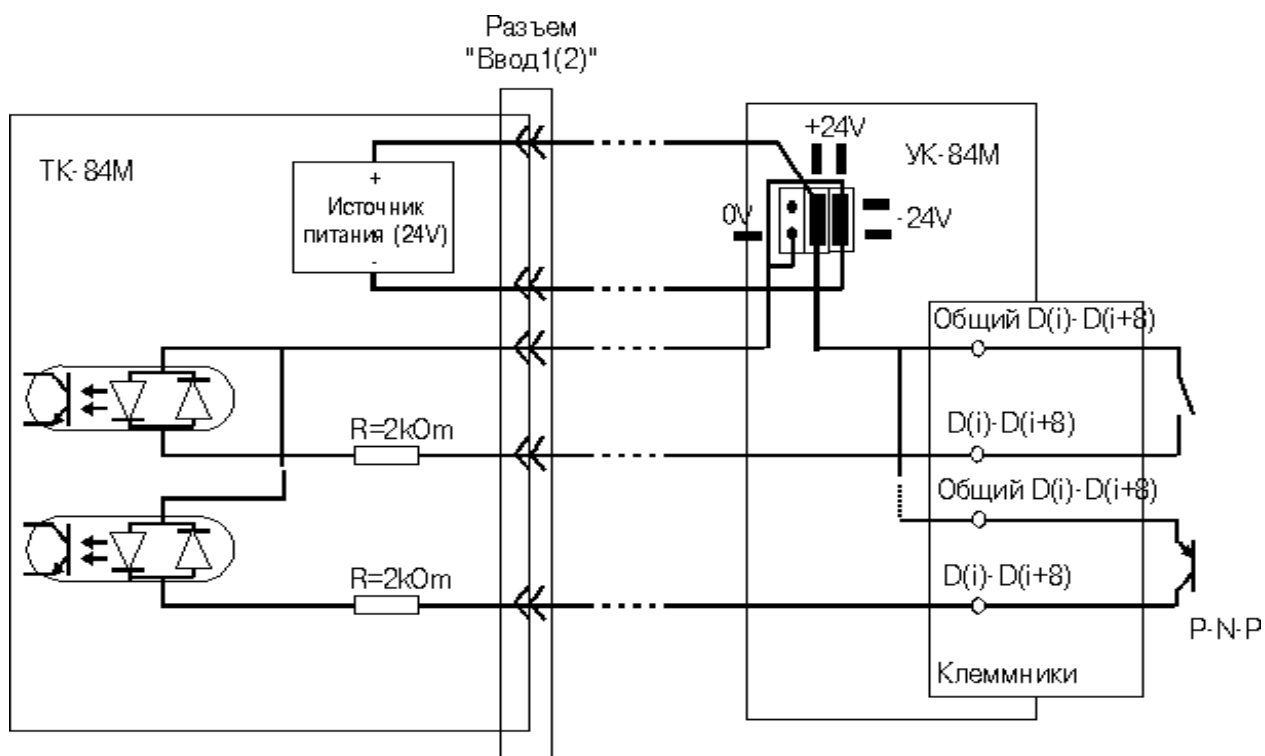 Разъем
"Ввод1(2)"
ТК-84М
+
Источник
питания (24V)
-
+24V
УК-84М
0V
-24V
Общий D(i)-D(i+8)
D(i)-D(i+8)
R=2kOm
Общий D(i)-D(i+8)
D(i)-D(i+8)
R=2kOm
P-N-P
Клеммники